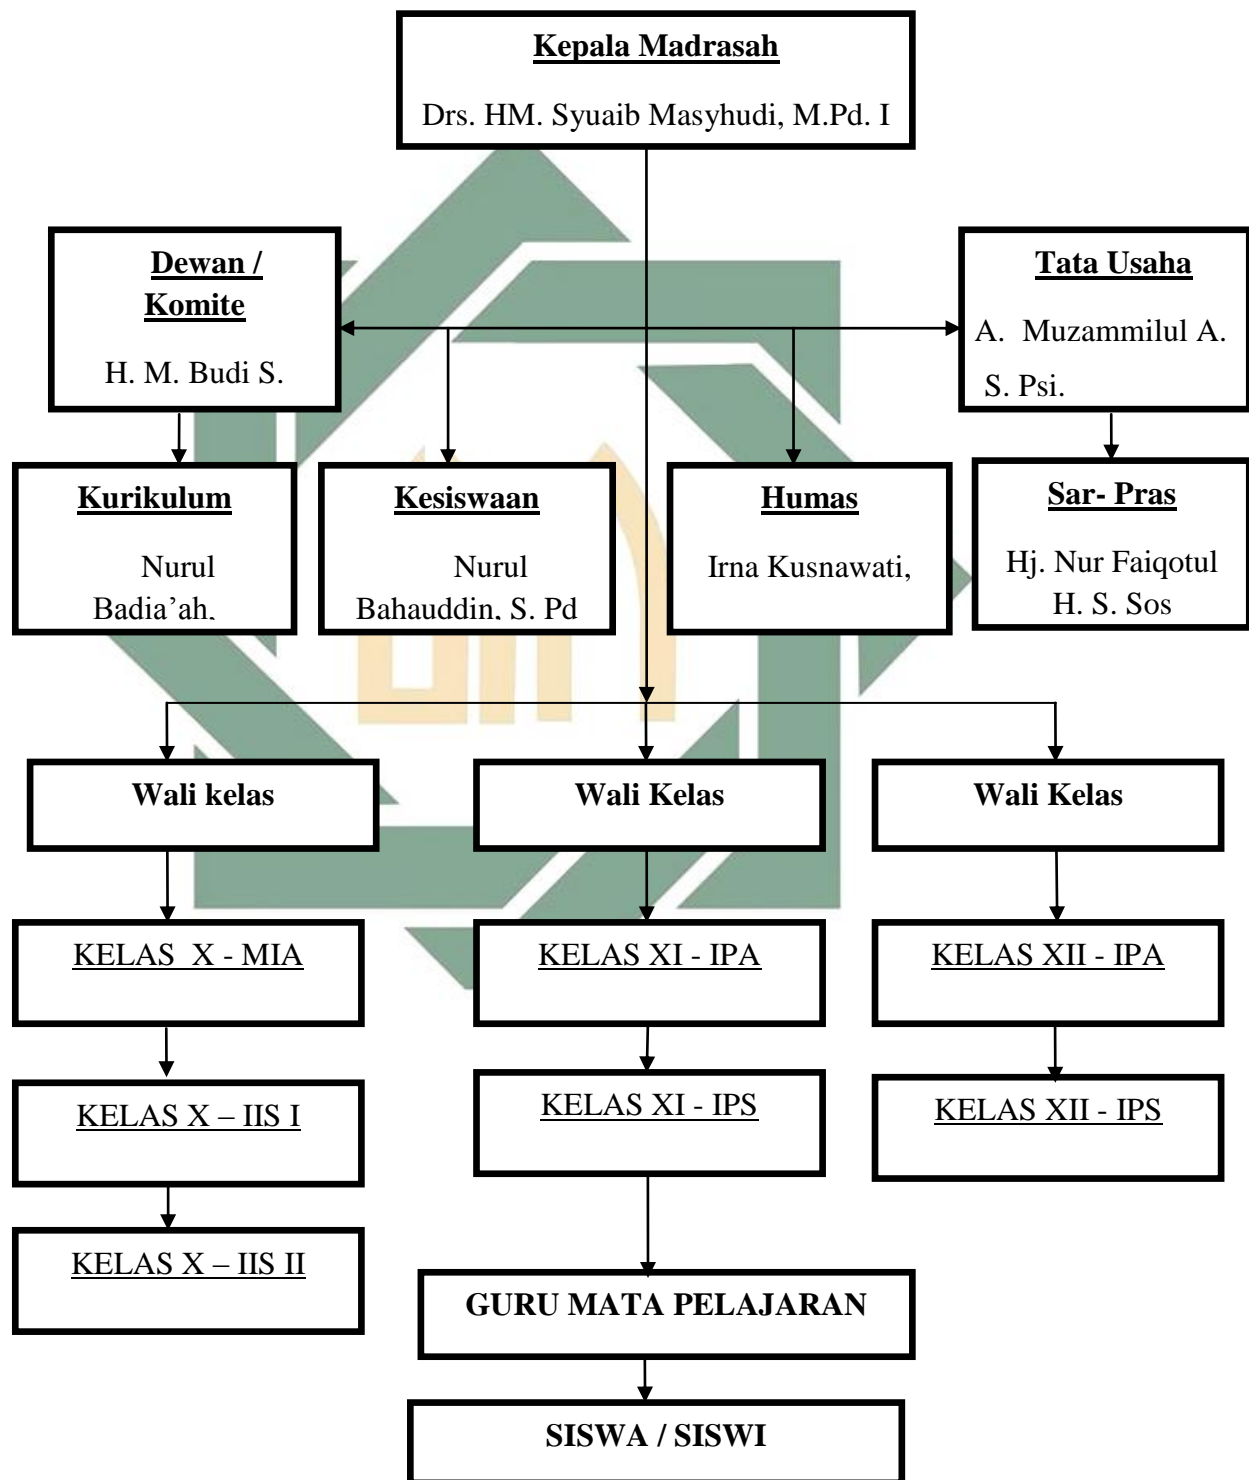 Kepala Madrasah
Drs. HM. Syuaib Masyhudi, M.Pd. I
Dewan /
Komite
H. M. Budi S.
Tata Usaha
A. Muzammilul A.
S. Psi.
Kurikulum
Nurul
Badia’ah,
Kesiswaan
Nurul
Bahauddin, S. Pd
Humas
Irna Kusnawati,
Sar- Pras
Hj. Nur Faiqotul
H. S. Sos
Wali kelas
Wali Kelas
Wali Kelas
KELAS X - MIA
KELAS XI - IPA
KELAS XII - IPA
KELAS X – IIS I
KELAS XI - IPS
KELAS XII - IPS
KELAS X – IIS II
GURU MATA PELAJARAN
SISWA / SISWI